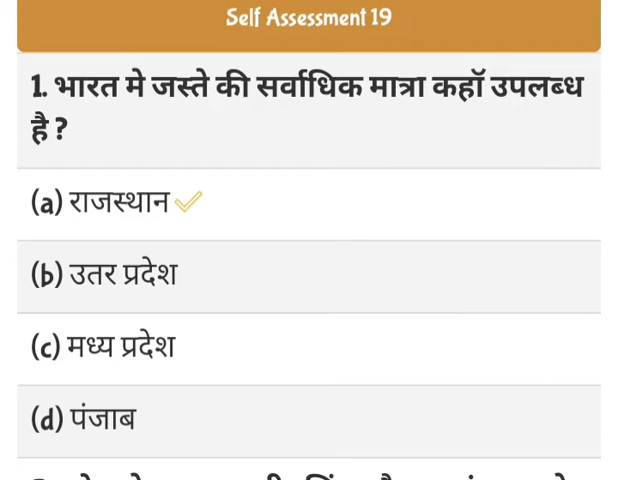 Self Assessment 19
1. भारत मे जस्ते की सर्वाधिक मात्रा कहॉ उपलब्ध
है ?
(a) राजस्थान
(b) उतर प्रदेश
(c) मध्य प्रदेश
(d) पंजाब